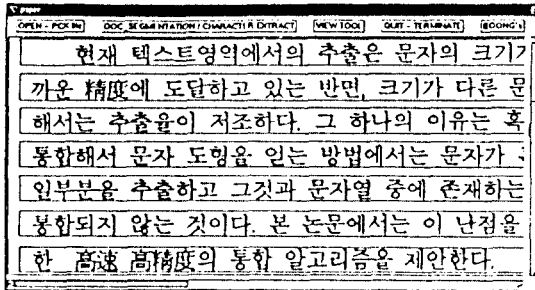 paper
OPEN - PCX IMG DOC_SEGMENTATION / CHARACTER EXTRACT VIEW TOOL QUIT - TERMINATE
현재 텍스트영역에서의 추출은 문자의 크기가
까운 精度에 도달하고 있는 반면, 크기가 다른 문
해서는 추출율이 저조하다. 그 하나의 이유는 혹
통합해서 문자 도형을 얻는 방법에서는 문자가
일부분을 추출하고 그것과 문자열 중에 존재하는
통합되지 않는 것이다. 본 논문에서는 이 난점을
한 高速 高精度의 통합 알고리즘을 제안한다.